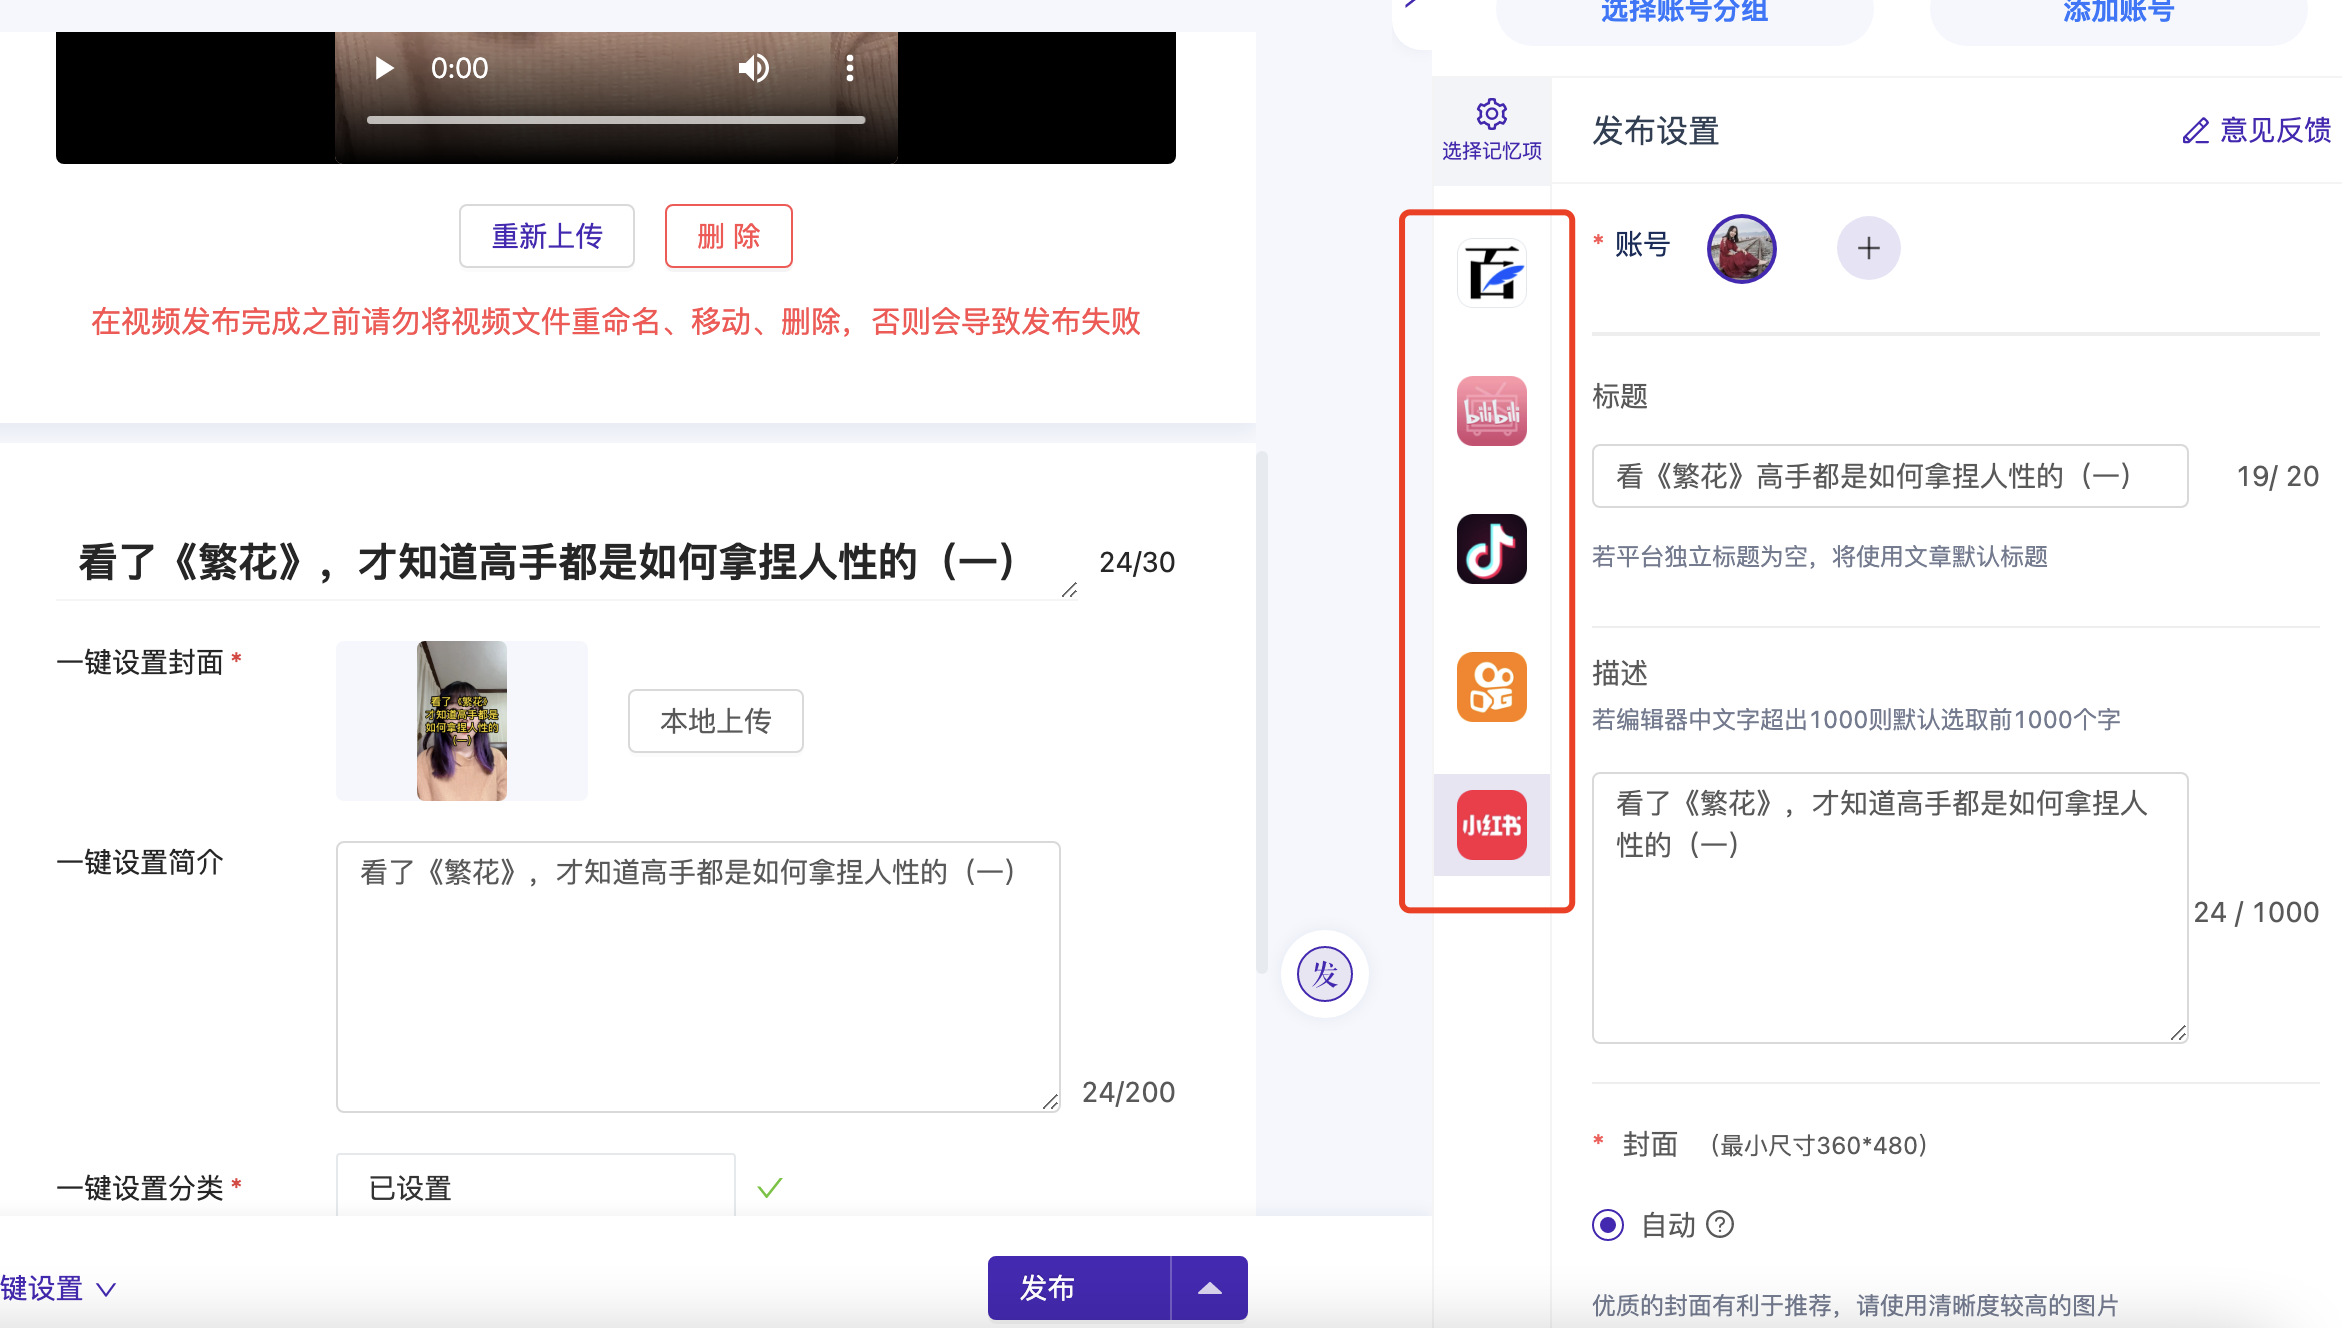 选择账号分组
添加账号
0:00
重新上传
删 除
在视频发布完成之前请勿将视频文件重命名、移动、删除，否则会导致发布失败
看了《繁花》，才知道高手都是如何拿捏人性的（一）
24/30
一键设置封面*
看了《繁花》
才知道高手都是
如何拿捏人性的
（一）
本地上传
一键设置简介
看了《繁花》，才知道高手都是如何拿捏人性的（一）
24/200
一键设置分类*
已设置
键设置
发布
发
选择记忆项
百
bilibili
小红书
发布设置
意见反馈
* 账号
标题
看《繁花》高手都是如何拿捏人性的（一）
19/ 20
若平台独立标题为空，将使用文章默认标题
描述
若编辑器中文字超出1000则默认选取前1000个字
看了《繁花》，才知道高手都是如何拿捏人
性的（一）
24 / 1000
* 封面 （最小尺寸360*480）
自动
优质的封面有利于推荐，请使用清晰度较高的图片